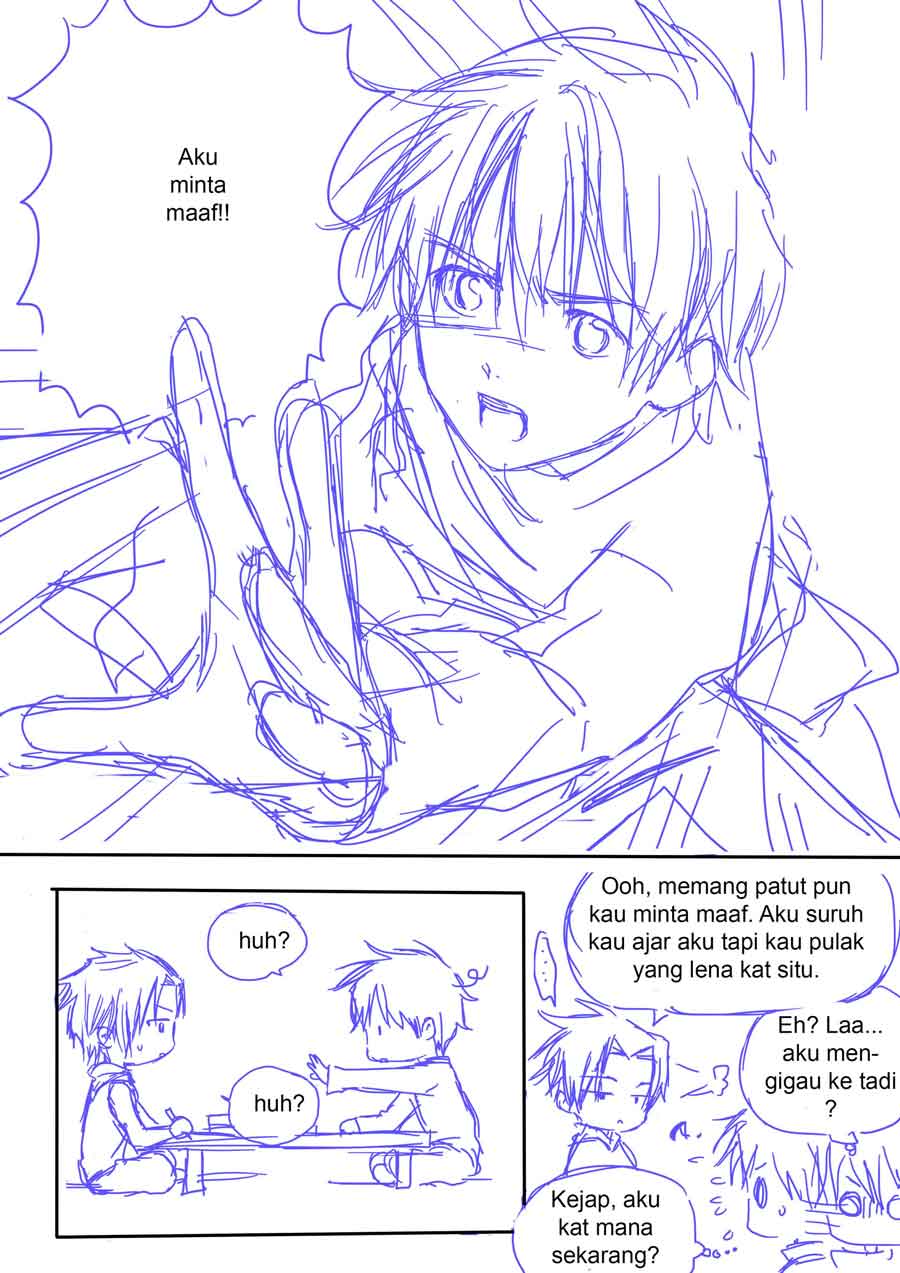 Aku
minta
maaf!!
huh?
huh?
Ooh, memang patut pun
kau minta maaf. Aku suruh
kau ajar aku tapi kau pulak
yang lena kat situ.
Eh? Laa...
aku men-
gigau ke tadi
?
Kejap, aku
kat mana
sekarang?